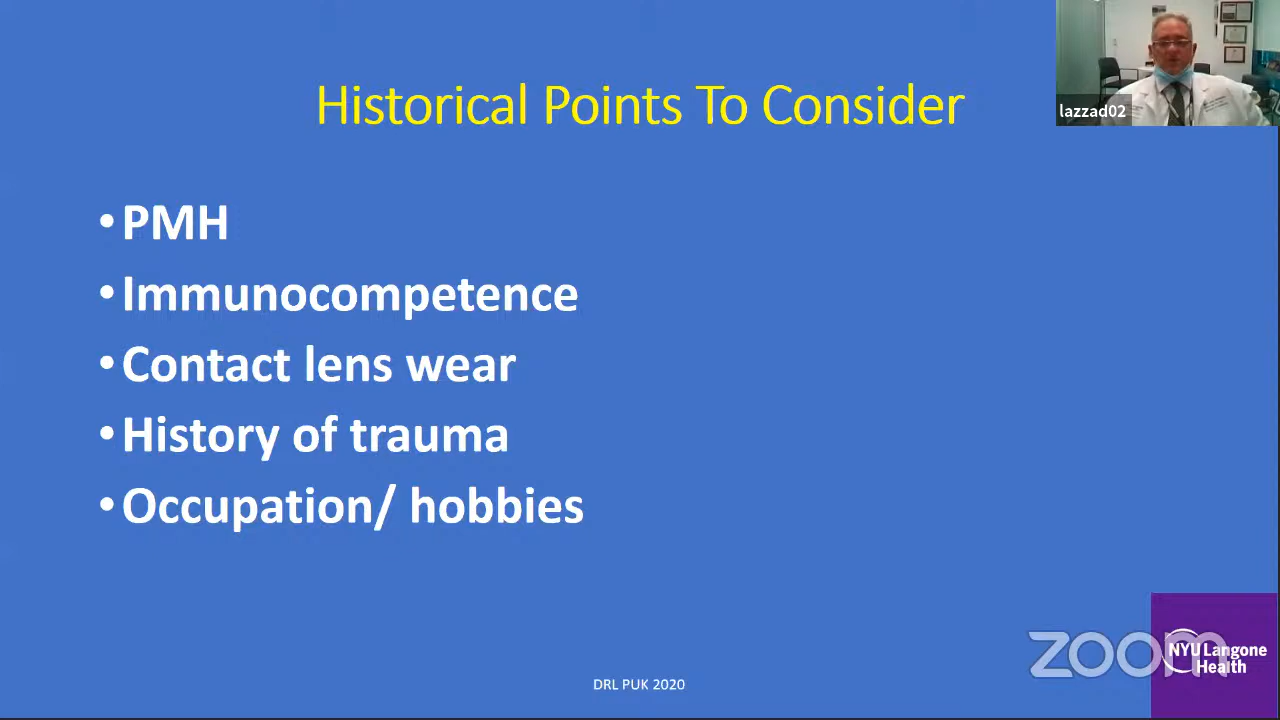 Historical Points To Consider
lazzad02
• PMH
• Immunocompetence
• Contact lens wear
• History of trauma
• Occupation/ hobbies
zoom
NYU Langone
Health
DRL PUK 2020